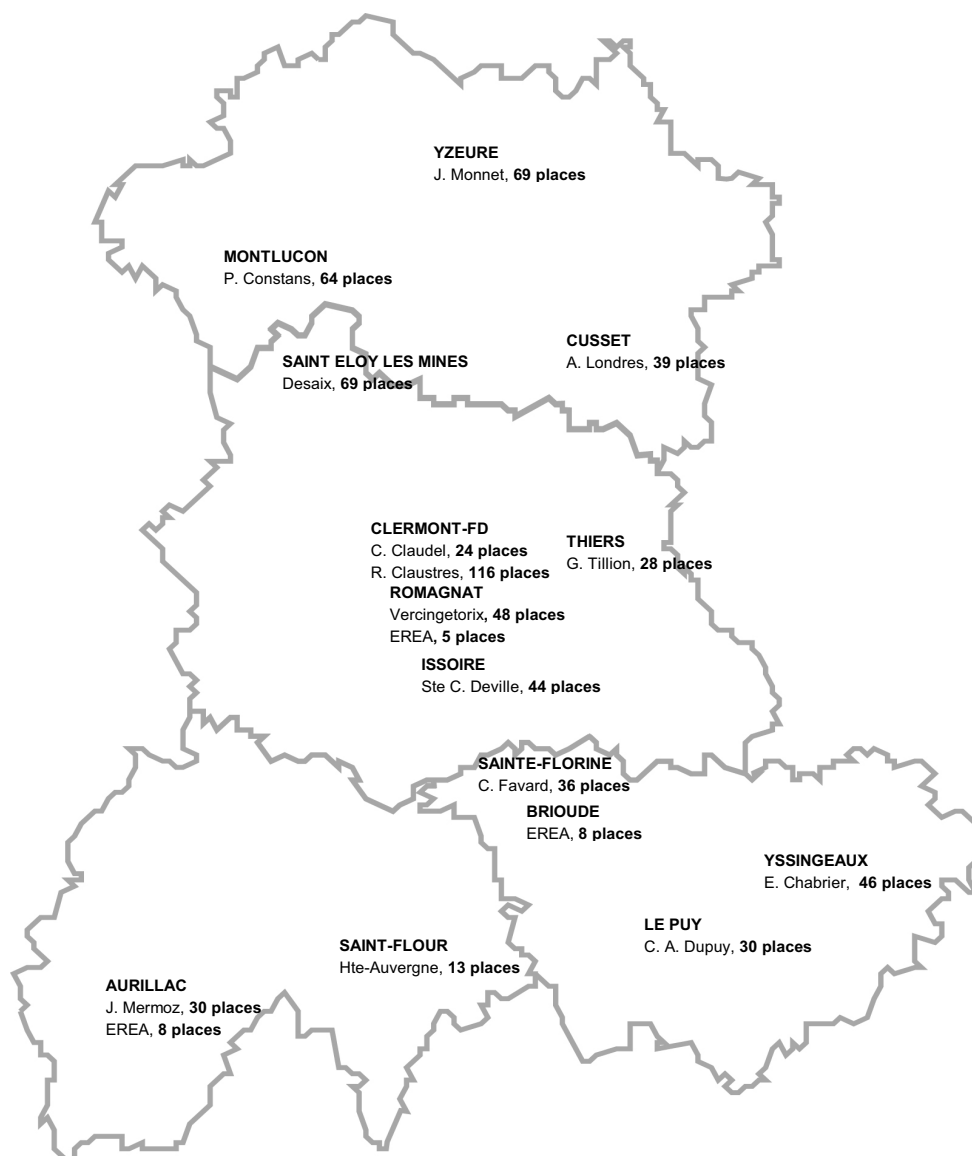 YZEURE
J. Monnet, 69 places
MONTLUCON
P. Constans, 64 places
CUSSET
A. Londres, 39 places
SAINT ELOY LES MINES
Desaix, 69 places
CLERMONT-FD
C. Claudel, 24 places
R. Claustres, 116 places
THIERS
G. Tillion, 28 places
ROMAGNAT
Vercingetorix, 48 places
EREA, 5 places
ISSOIRE
Ste C. Deville, 44 places
SAINTE-FLORINE
C. Favard, 36 places
BRIOUDE
EREA, 8 places
YSSINGEAUX
E. Chabrier, 46 places
LE PUY
C. A. Dupuy, 30 places
SAINT-FLOUR
Hte-Auvergne, 13 places
AURILLAC
J. Mermoz, 30 places
EREA, 8 places